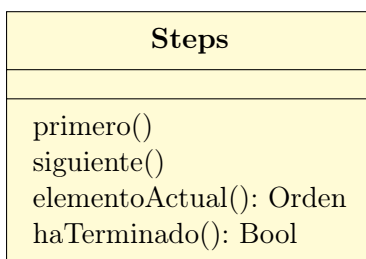 Steps
primero()
siguiente()
elementoActual(): Orden
haTerminado(): Bool